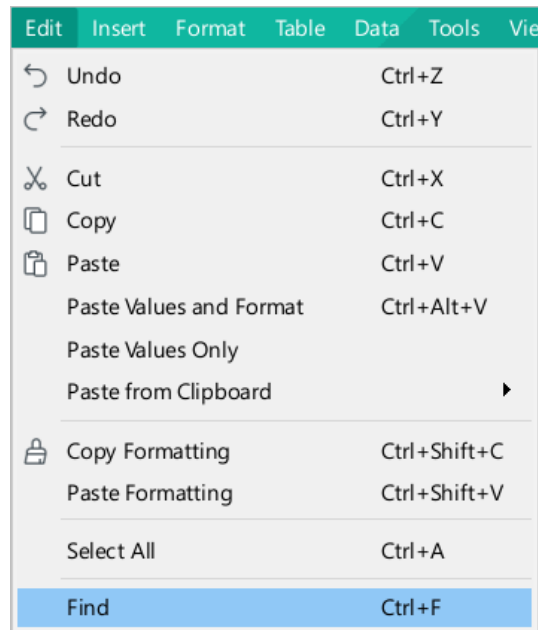 Edit Insert Format Table Data Tools Vie
Undo Ctrl+Z
Redo Ctrl+Y
Cut Ctrl+X
Copy Ctrl+C
Paste Ctrl+V
Paste Values and Format Ctrl+Alt+V
Paste Values Only
Paste from Clipboard
Copy Formatting Ctrl+Shift+C
Paste Formatting Ctrl+Shift+V
Select All Ctrl+A
Find Ctrl+F